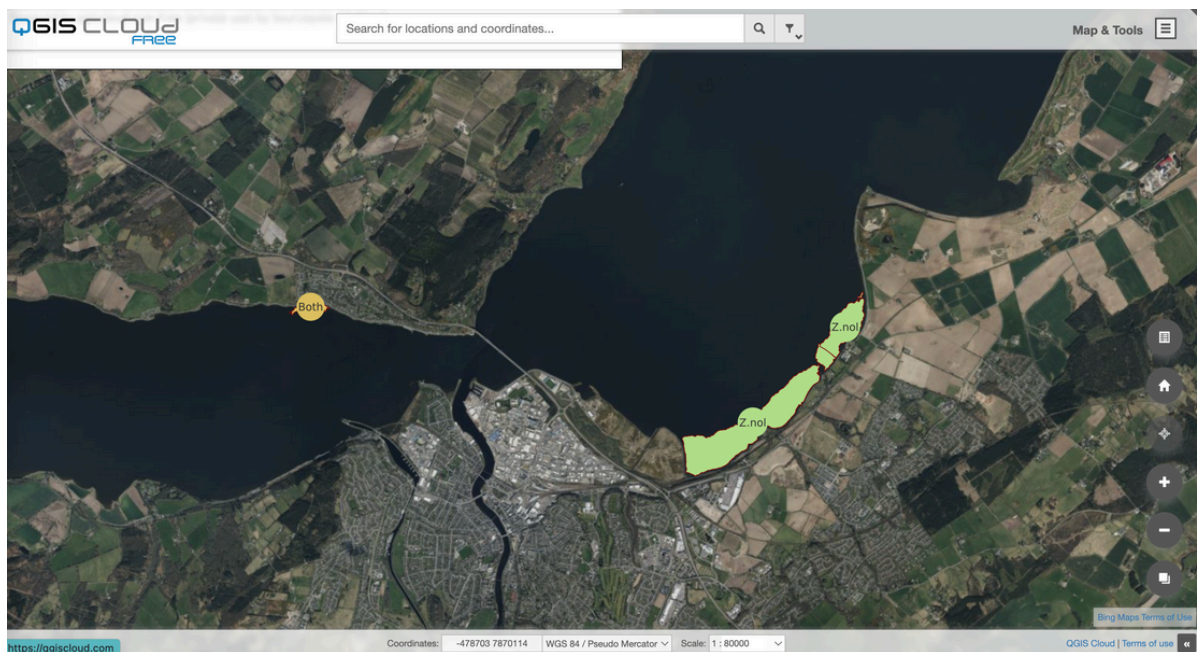 QGIS CLOUD
FREE
Search for locations and coordinates...
Map & Tools
Both
Z.nol
Z.nol
Bing Maps Terms of Use
https://qgiscloud.com
Coordinates: -478703 7870114 WGS 84 / Pseudo Mercator Scale: 1 : 80000
QGIS Cloud | Terms of use «